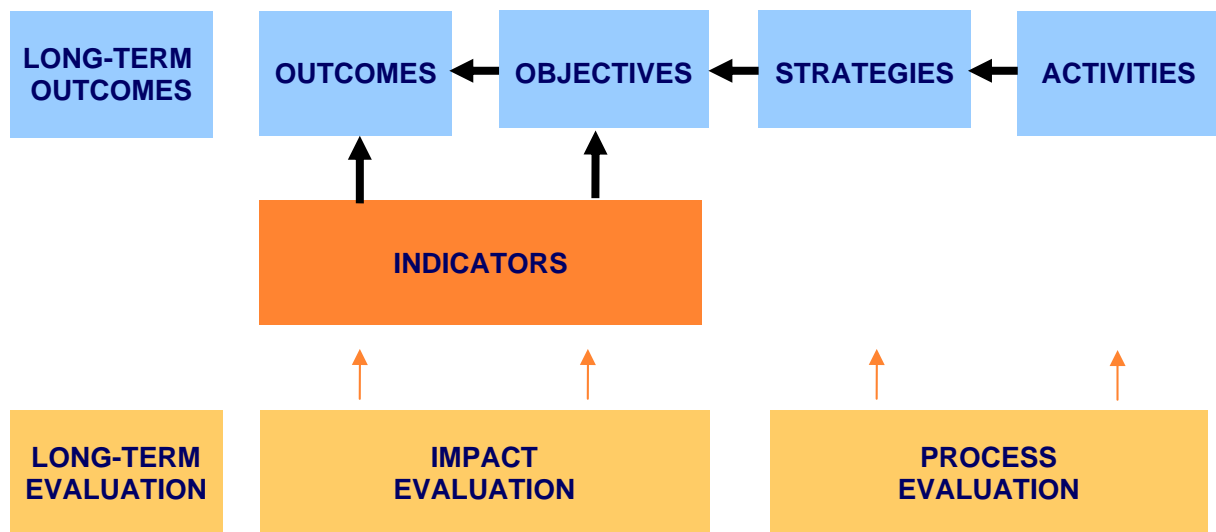 LONG-TERM
OUTCOMES
OUTCOMES
OBJECTIVES
STRATEGIES
ACTIVITIES
INDICATORS
LONG-TERM
EVALUATION
IMPACT
EVALUATION
PROCESS
EVALUATION